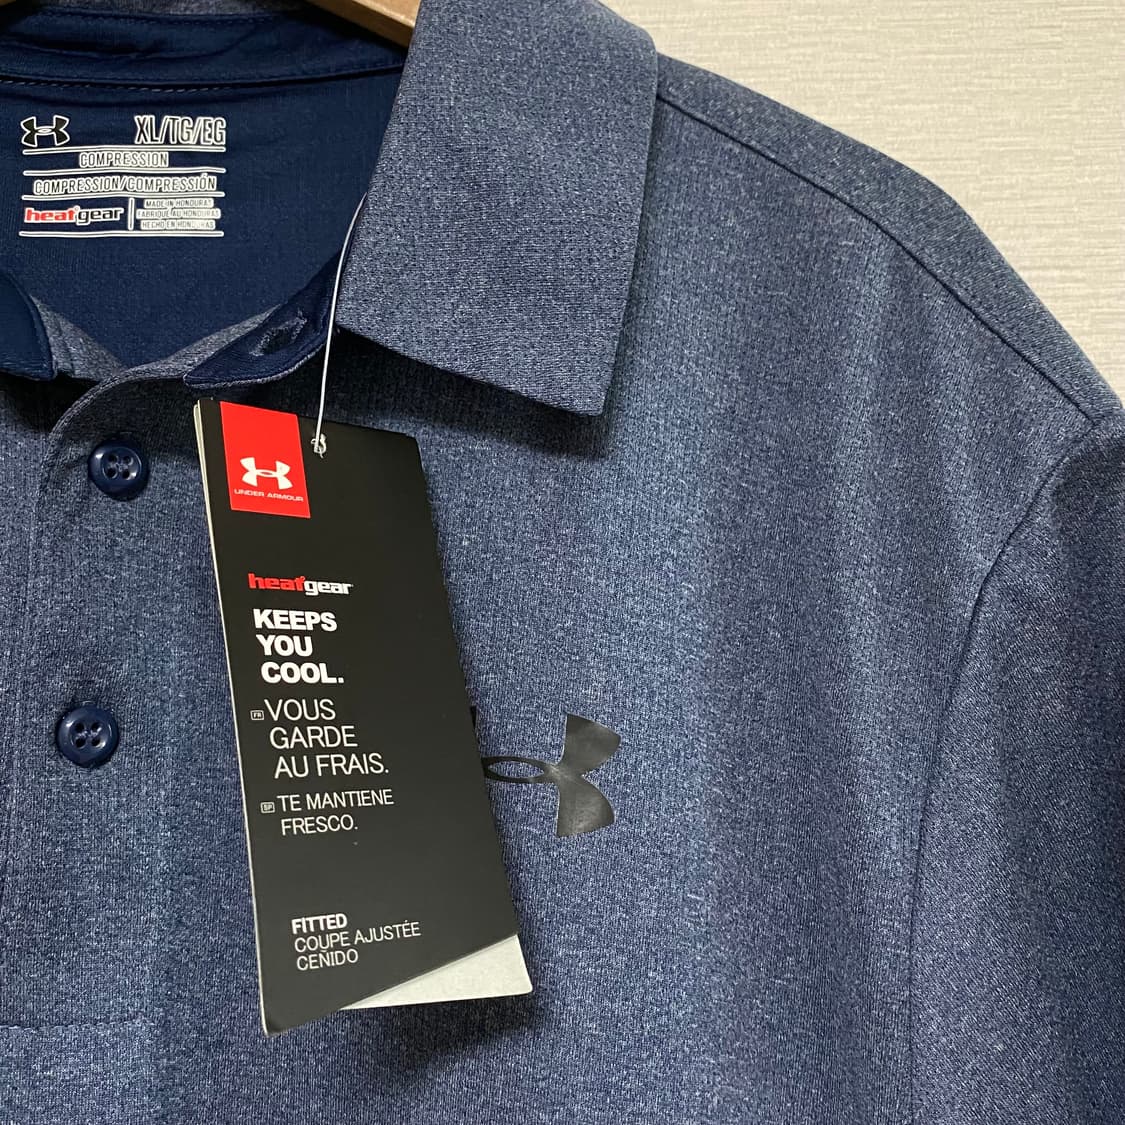 XL/TG/EG
COMPRESSION
COMPRESSION/COMPRESSIÓN
heatgear
MADE IN HONDURAS
FABRIQUÉ AU HONDURAS
HECHO EN HONDURAS
UNDER ARMOUR
heatgear
KEEPS
YOU
COOL.
FR VOUS
GARDE
AU FRAIS.
SP TE MANTIENE
FRESCO.
FITTED
COUPE AJUSTÉE
CEÑIDO